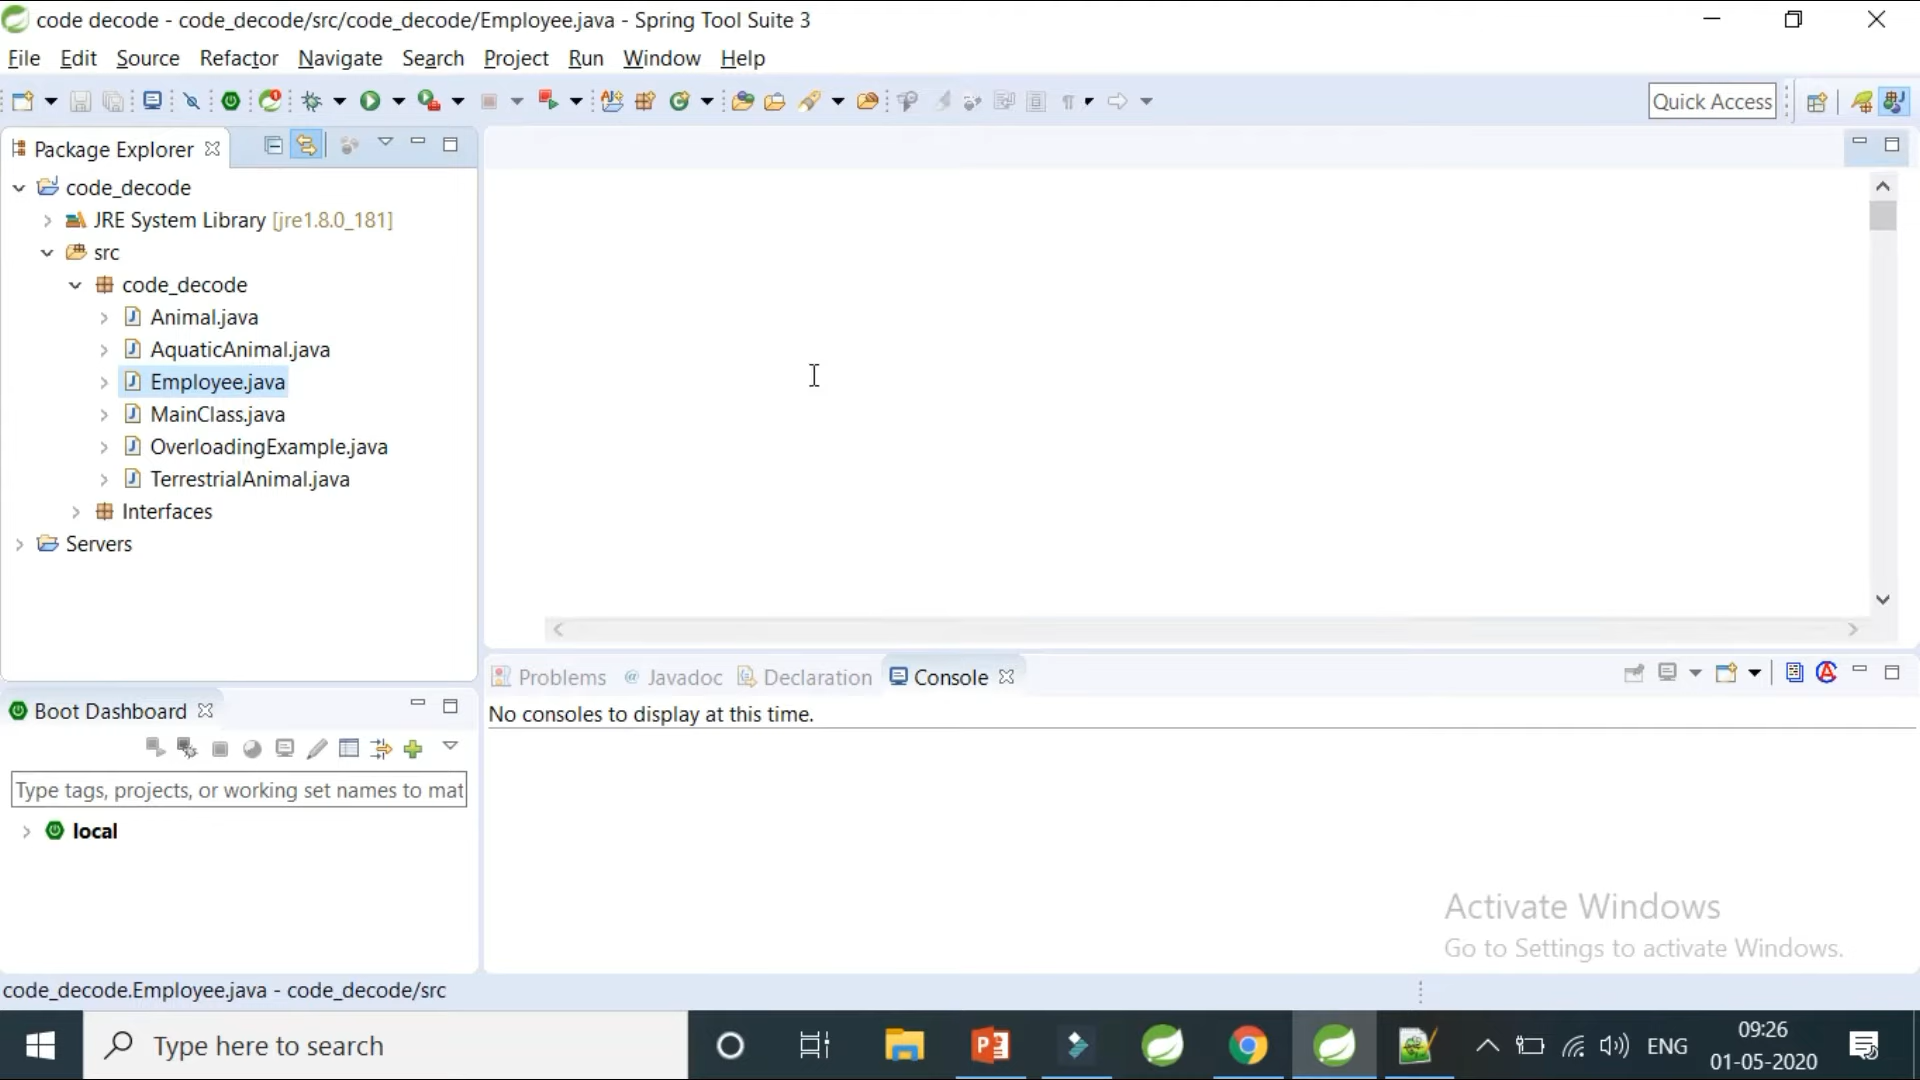 code decode - code_decode/src/code_decode/Employee.java - Spring Tool Suite 3
File Edit Source Refactor Navigate Search Project Run Window Help
Quick Access
Package Explorer
code_decode
JRE System Library [jre1.8.0_181]
src
code_decode
Animal.java
AquaticAnimal.java
Employee.java
MainClass.java
OverloadingExample.java
TerrestrialAnimal.java
Interfaces
Servers
Problems @ Javadoc Declaration Console
No consoles to display at this time.
Boot Dashboard
Type tags, projects, or working set names to mat
local
Activate Windows
Go to Settings to activate Windows.
code_decode.Employee.java - code_decode/src
Type here to search
ENG
09:26
01-05-2020